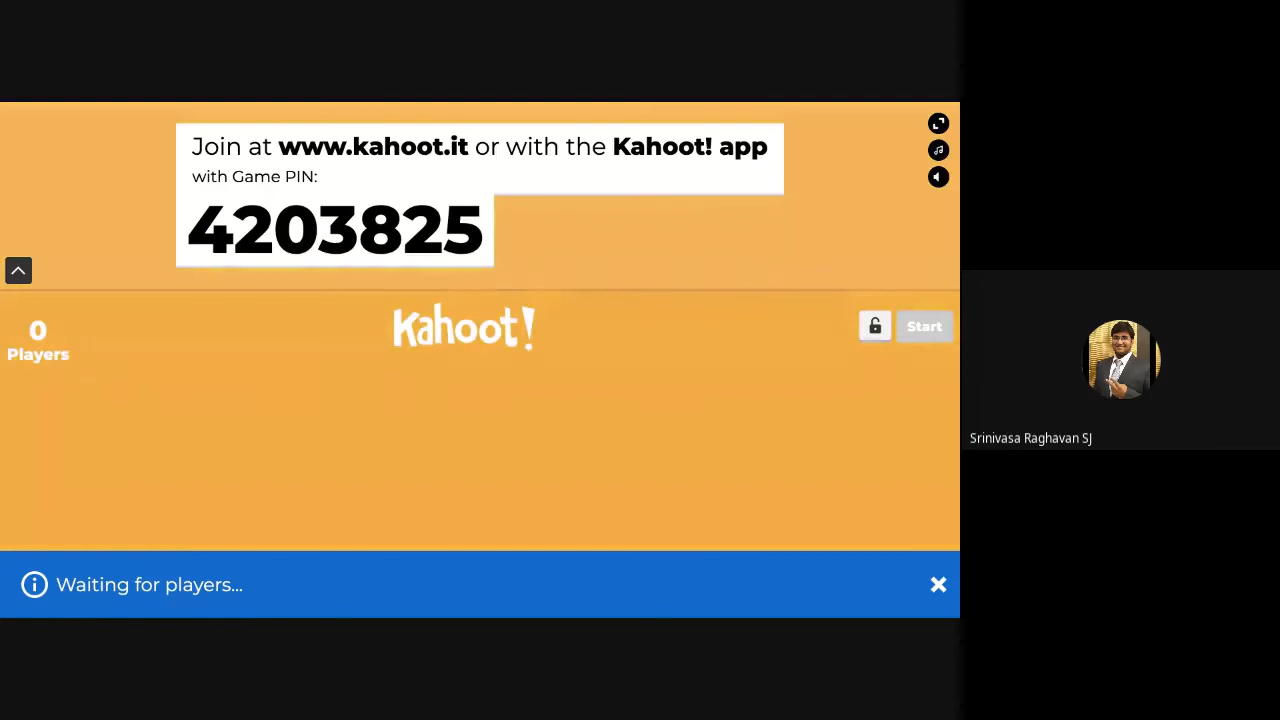 Join at www.kahoot.it or with the Kahoot! app
with Game PIN:
4203825
0
Players
Kahoot!
Start
Waiting for players...
Srinivasa Raghavan SJ